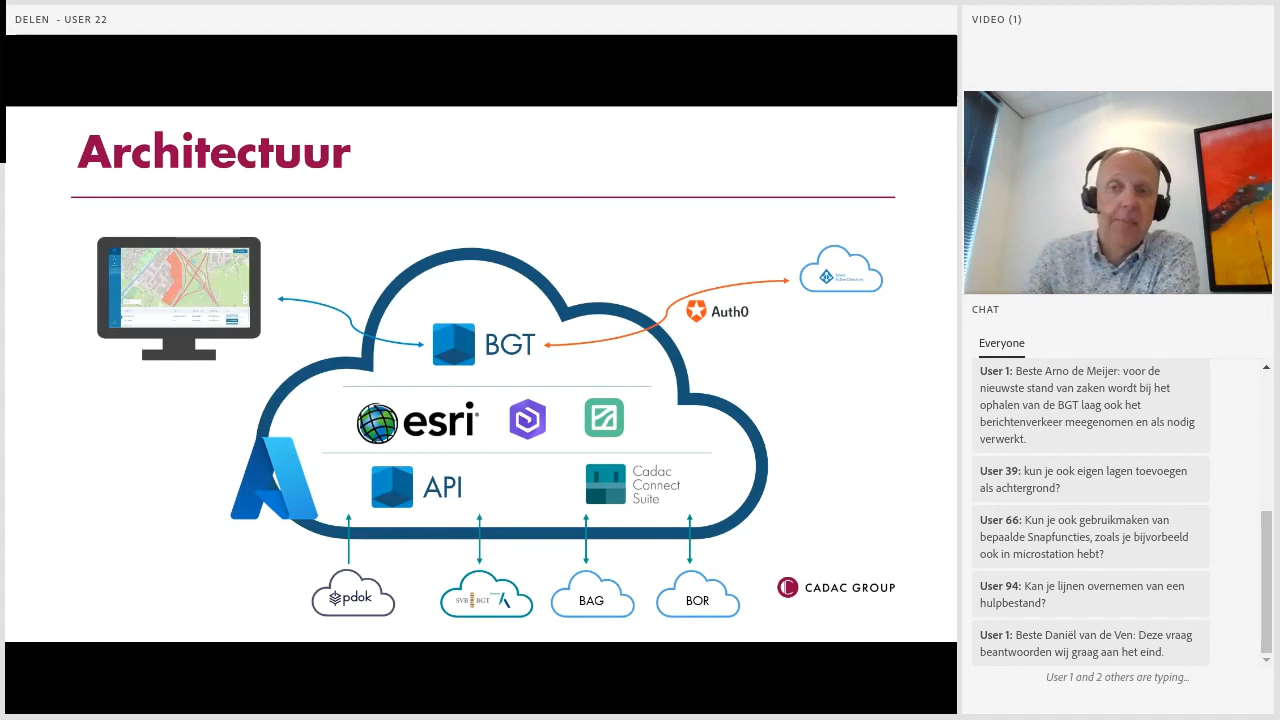 DELEN - USER 22
VIDEO (1)
Architectuur
BGT
Auth0
esri
API
Cadac
Connect
Suite
pdok
SVB BGT
BAG
BOR
CADAC GROUP
CHAT
Everyone
User 1: Beste Arno de Meijer: voor de
nieuwste stand van zaken wordt bij het
ophalen van de BGT laag ook het
berichtenverkeer meegenomen en als nodig
verwerkt.
User 39: kun je ook eigen lagen toevoegen
als achtergrond?
User 66: Kun je ook gebruikmaken van
bepaalde Snapfuncties, zoals je bijvorbeeld
ook in microstation hebt?
User 94: Kan je lijnen overnemen van een
hulpbestand?
User 1: Beste Daniël van de Ven: Deze vraag
beantwoorden wij graag aan het eind.
User 1 and 2 others are typing...